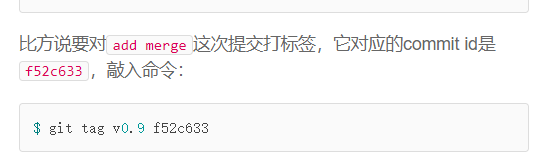 比方说要对add merge这次提交打标签，它对应的commit id是
f52c633，敲入命令：
$ git tag v0.9 f52c633